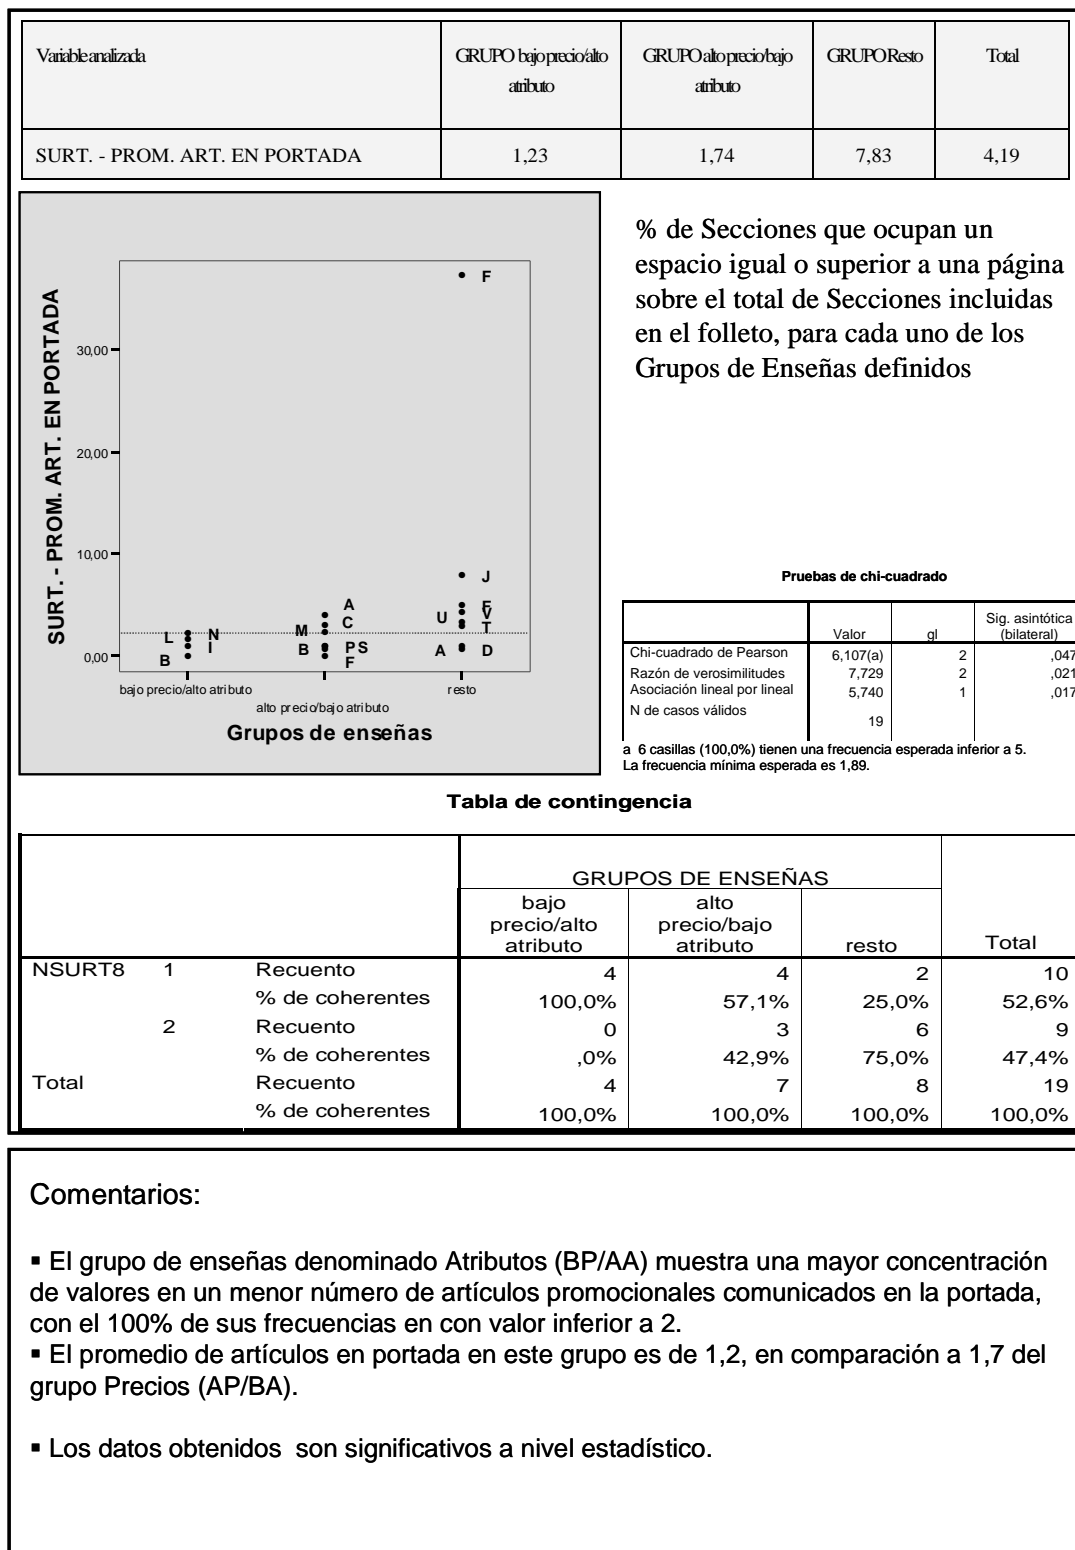 Variable analizada GRUPO bajo precio/alto atributo GRUPO alto precio/bajo atributo GRUPO Resto Total
SURT. - PROM. ART. EN PORTADA 1,23 1,74 7,83 4,19
% de Secciones que ocupan un
espacio igual o superior a una página
sobre el total de Secciones incluidas
en el folleto, para cada uno de los
Grupos de Enseñas definidos
SURT. - PROM. ART. EN PORTADA
30,00
20,00
10,00
0,00
F
J
A
C
M
B
P S
F
L
N
I
B
U
F
V
T
A
D
bajo precio/alto atributo
alto precio/bajo atributo
resto
Grupos de enseñas
Pruebas de chi-cuadrado
Valor gl Sig. asintótica (bilateral)
Chi-cuadrado de Pearson 6,107(a) 2 ,047
Razón de verosimilitudes 7,729 2 ,021
Asociación lineal por lineal 5,740 1 ,017
N de casos válidos 19
a 6 casillas (100,0%) tienen una frecuencia esperada inferior a 5.
La frecuencia mínima esperada es 1,89.
Tabla de contingencia
GRUPOS DE ENSEÑAS
bajo precio/alto atributo alto precio/bajo atributo resto Total
NSURT8 1 Recuento 4 4 2 10
% de coherentes 100,0% 57,1% 25,0% 52,6%
2 Recuento 0 3 6 9
% de coherentes ,0% 42,9% 75,0% 47,4%
Total Recuento 4 7 8 19
% de coherentes 100,0% 100,0% 100,0% 100,0%
Comentarios:
▪ El grupo de enseñas denominado Atributos (BP/AA) muestra una mayor concentración
de valores en un menor número de artículos promocionales comunicados en la portada,
con el 100% de sus frecuencias en con valor inferior a 2.
▪ El promedio de artículos en portada en este grupo es de 1,2, en comparación a 1,7 del
grupo Precios (AP/BA).
▪ Los datos obtenidos son significativos a nivel estadístico.